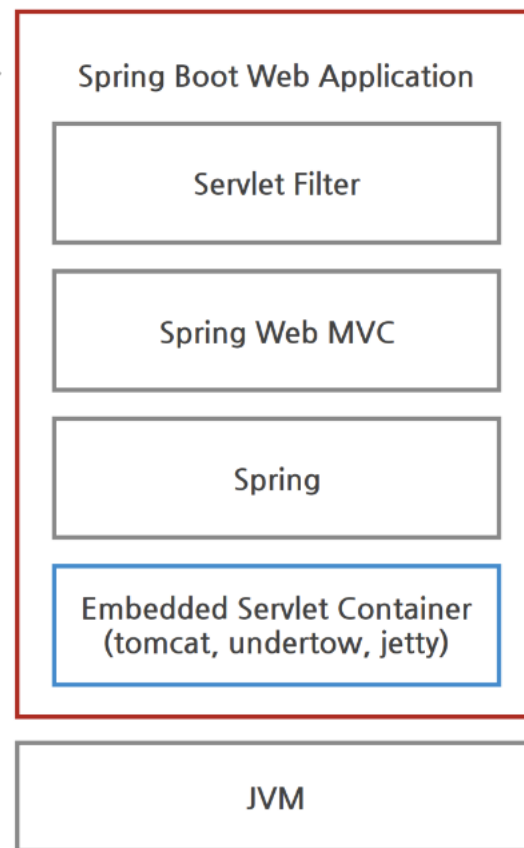 Spring Boot Web Application
Servlet Filter
Spring Web MVC
Spring
Embedded Servlet Container
(tomcat, undertow, jetty)
JVM